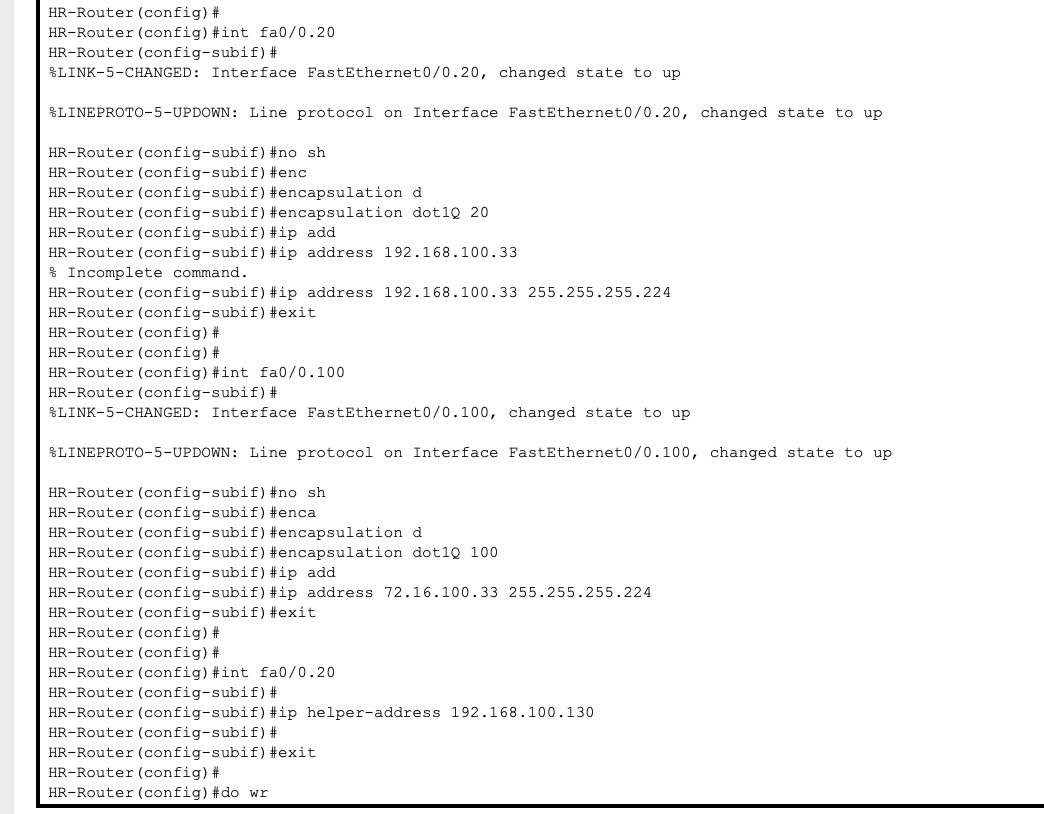 HR-Router(config)#
HR-Router(config)#int fa0/0.20
HR-Router(config-subif)#
%LINK-5-CHANGED: Interface FastEthernet0/0.20, changed state to up
%LINEPROTO-5-UPDOWN: Line protocol on Interface FastEthernet0/0.20, changed state to up
HR-Router(config-subif)#no sh
HR-Router(config-subif)#enc
HR-Router(config-subif)#encapsulation d
HR-Router(config-subif)#encapsulation dot1Q 20
HR-Router(config-subif)#ip add
HR-Router(config-subif)#ip address 192.168.100.33
% Incomplete command.
HR-Router(config-subif)#ip address 192.168.100.33 255.255.255.224
HR-Router(config-subif)#exit
HR-Router(config)#
HR-Router(config)#
HR-Router(config)#int fa0/0.100
HR-Router(config-subif)#
%LINK-5-CHANGED: Interface FastEthernet0/0.100, changed state to up
%LINEPROTO-5-UPDOWN: Line protocol on Interface FastEthernet0/0.100, changed state to up
HR-Router(config-subif)#no sh
HR-Router(config-subif)#enca
HR-Router(config-subif)#encapsulation d
HR-Router(config-subif)#encapsulation dot1Q 100
HR-Router(config-subif)#ip add
HR-Router(config-subif)#ip address 72.16.100.33 255.255.255.224
HR-Router(config-subif)#exit
HR-Router(config)#
HR-Router(config)#
HR-Router(config)#int fa0/0.20
HR-Router(config-subif)#
HR-Router(config-subif)#ip helper-address 192.168.100.130
HR-Router(config-subif)#
HR-Router(config-subif)#exit
HR-Router(config)#
HR-Router(config)#do wr